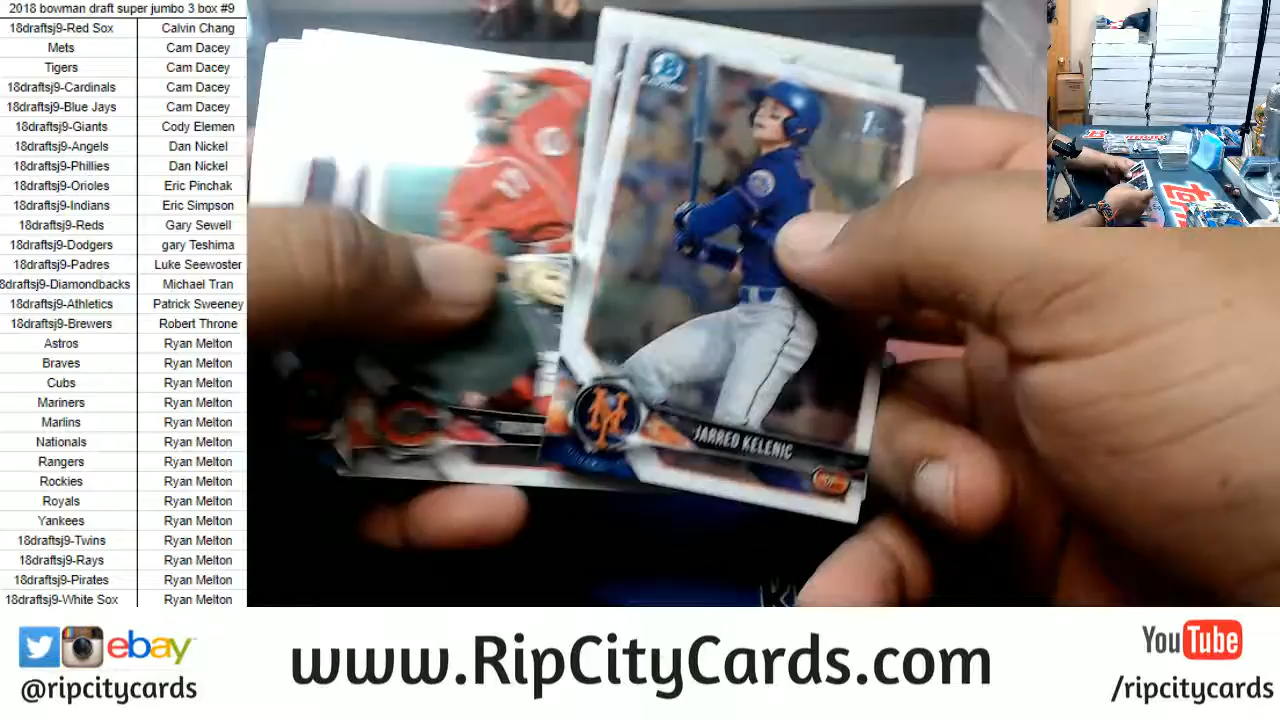 2018 bowman draft super jumbo 3 box #9
18draftsj9-Red Sox Calvin Chang
Mets Cam Dacey
Tigers Cam Dacey
18draftsj9-Cardinals Cam Dacey
18draftsj9-Blue Jays Cam Dacey
18draftsj9-Giants Cody Elemen
18draftsj9-Angels Dan Nickel
18draftsj9-Phillies Dan Nickel
18draftsj9-Orioles Eric Pinchak
18draftsj9-Indians Eric Simpson
18draftsj9-Reds Gary Sewell
18draftsj9-Dodgers gary Teshima
18draftsj9-Padres Luke Seewoster
18draftsj9-Diamondbacks Michael Tran
18draftsj9-Athletics Patrick Sweeney
18draftsj9-Brewers Robert Throne
Astros Ryan Melton
Braves Ryan Melton
Cubs Ryan Melton
Mariners Ryan Melton
Marlins Ryan Melton
Nationals Ryan Melton
Rangers Ryan Melton
Rockies Ryan Melton
Royals Ryan Melton
Yankees Ryan Melton
18draftsj9-Twins Ryan Melton
18draftsj9-Rays Ryan Melton
18draftsj9-Pirates Ryan Melton
18draftsj9-White Sox Ryan Melton
JARRED KELENIC
ebay
@ripcitycards
www.RipCityCards.com
YouTube
/ripcitycards